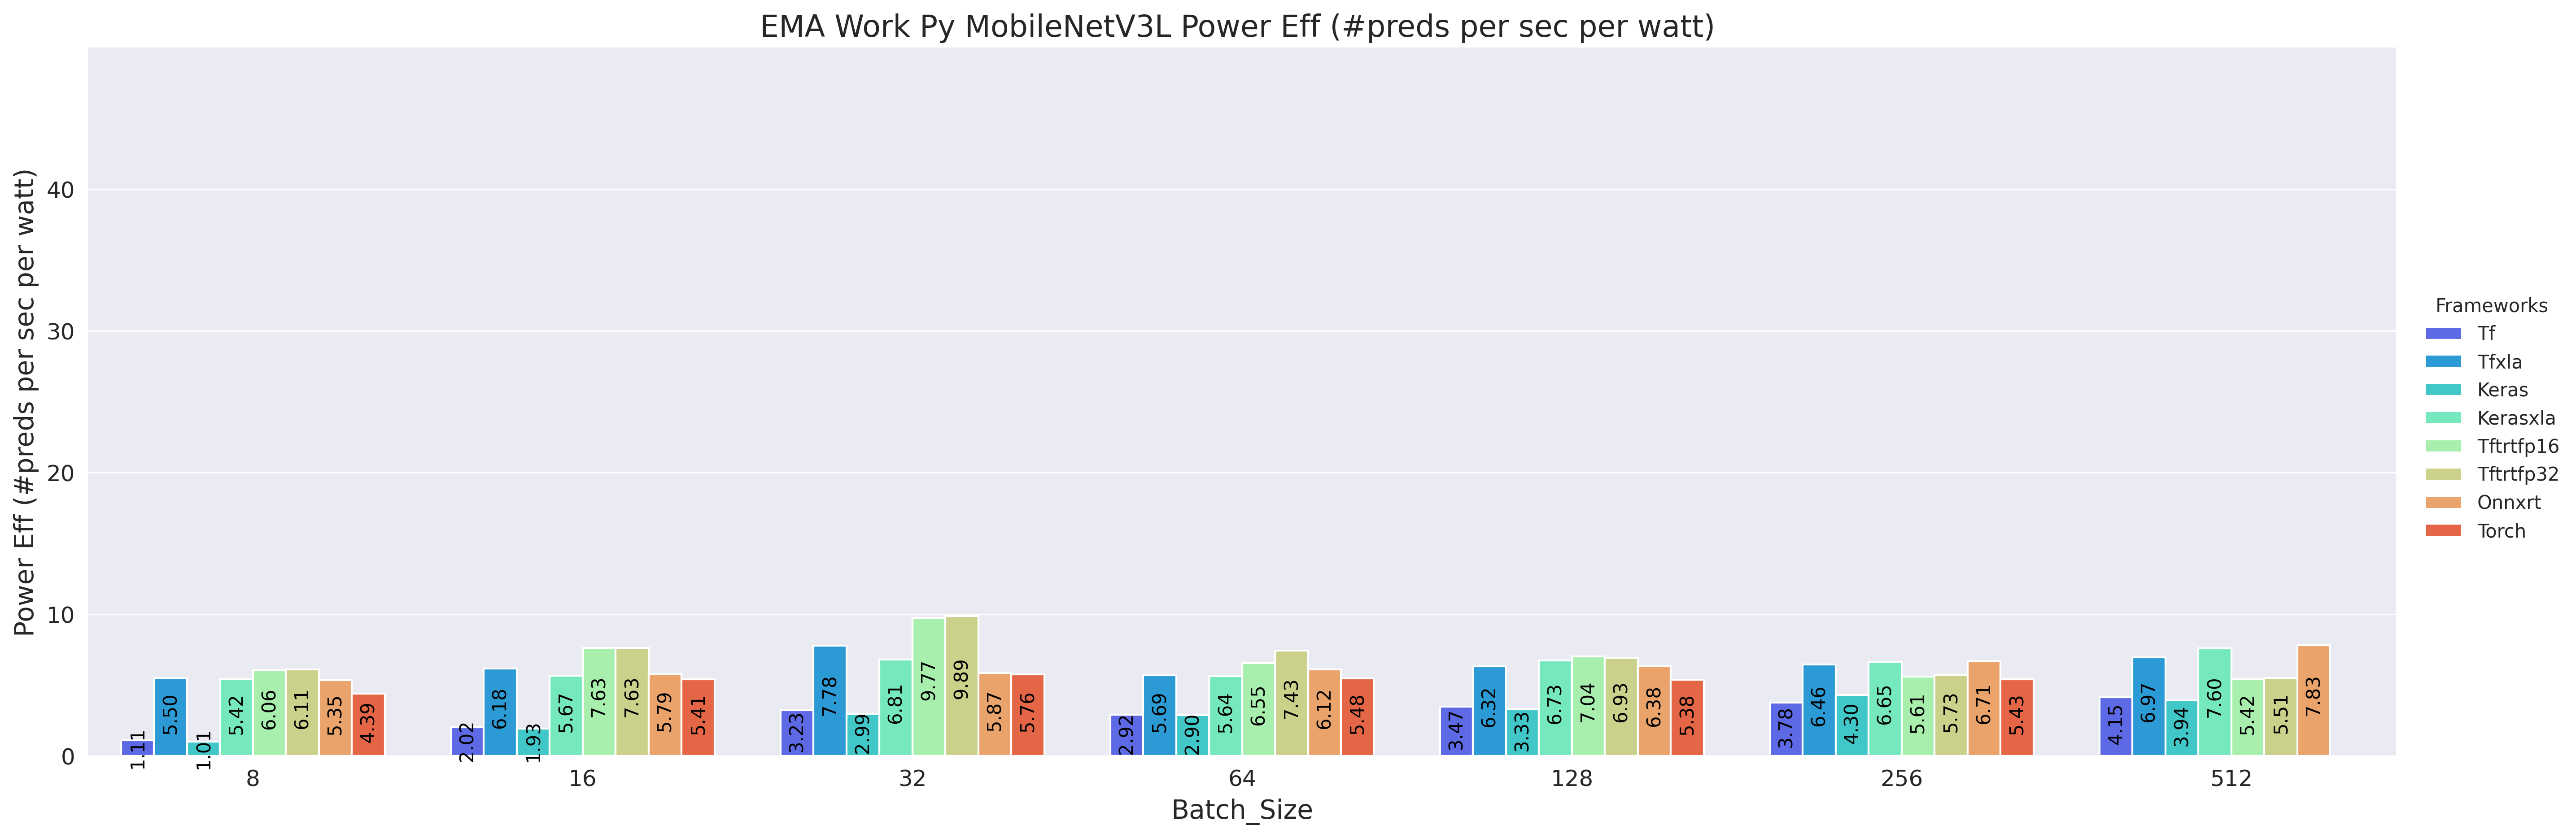 EMA Work Py MobileNetV3L Power Eff (#preds per sec per watt)
Power Eff (#preds per sec per watt)
40
30
20
10
0
1.11 5.50 1.01 5.42 6.06 6.11 5.35 4.39
2.02 6.18 1.93 5.67 7.63 7.63 5.79 5.41
3.23 7.78 2.99 6.81 9.77 9.89 5.87 5.76
2.92 5.69 2.90 5.64 6.55 7.43 6.12 5.48
3.47 6.32 3.33 6.73 7.04 6.93 6.38 5.38
3.78 6.46 4.30 6.65 5.61 5.73 6.71 5.43
4.15 6.97 3.94 7.60 5.42 5.51 7.83
8 16 32 64 128 256 512
Batch_Size
Frameworks
Tf
Tfxla
Keras
Kerasxla
Tftrtfp16
Tftrtfp32
Onnxrt
Torch